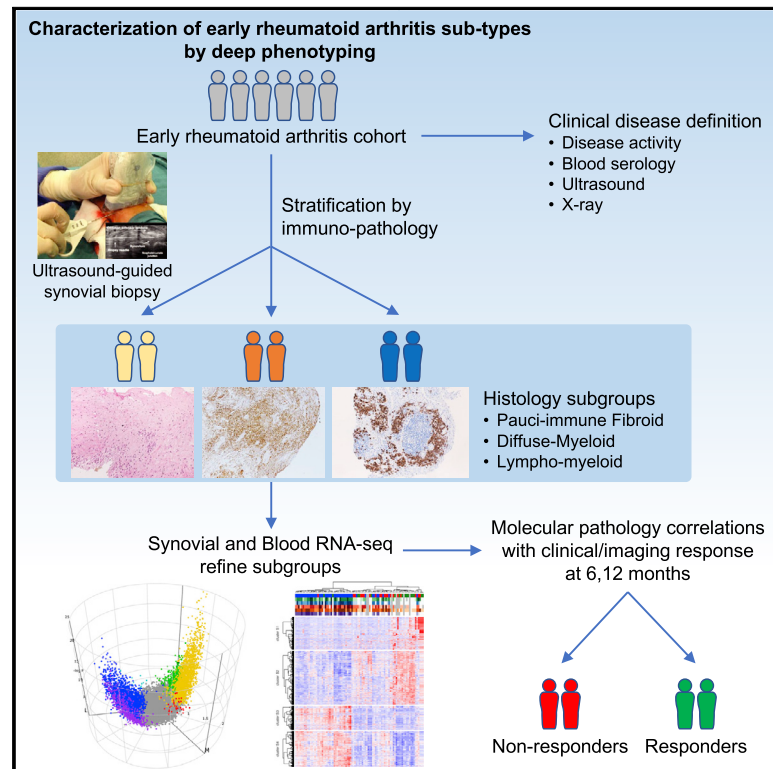 Characterization of early rheumatoid arthritis sub-types
by deep phenotyping
Early rheumatoid arthritis cohort
Clinical disease definition
• Disease activity
• Blood serology
• Ultrasound
• X-ray
Stratification by
immuno-pathology
Ultrasound-guided
synovial biopsy
Histology subgroups
• Pauci-immune Fibroid
• Diffuse-Myeloid
• Lympho-myeloid
Synovial and Blood RNA-seq
refine subgroups
Molecular pathology correlations
with clinical/imaging response
at 6,12 months
Non-responders
Responders